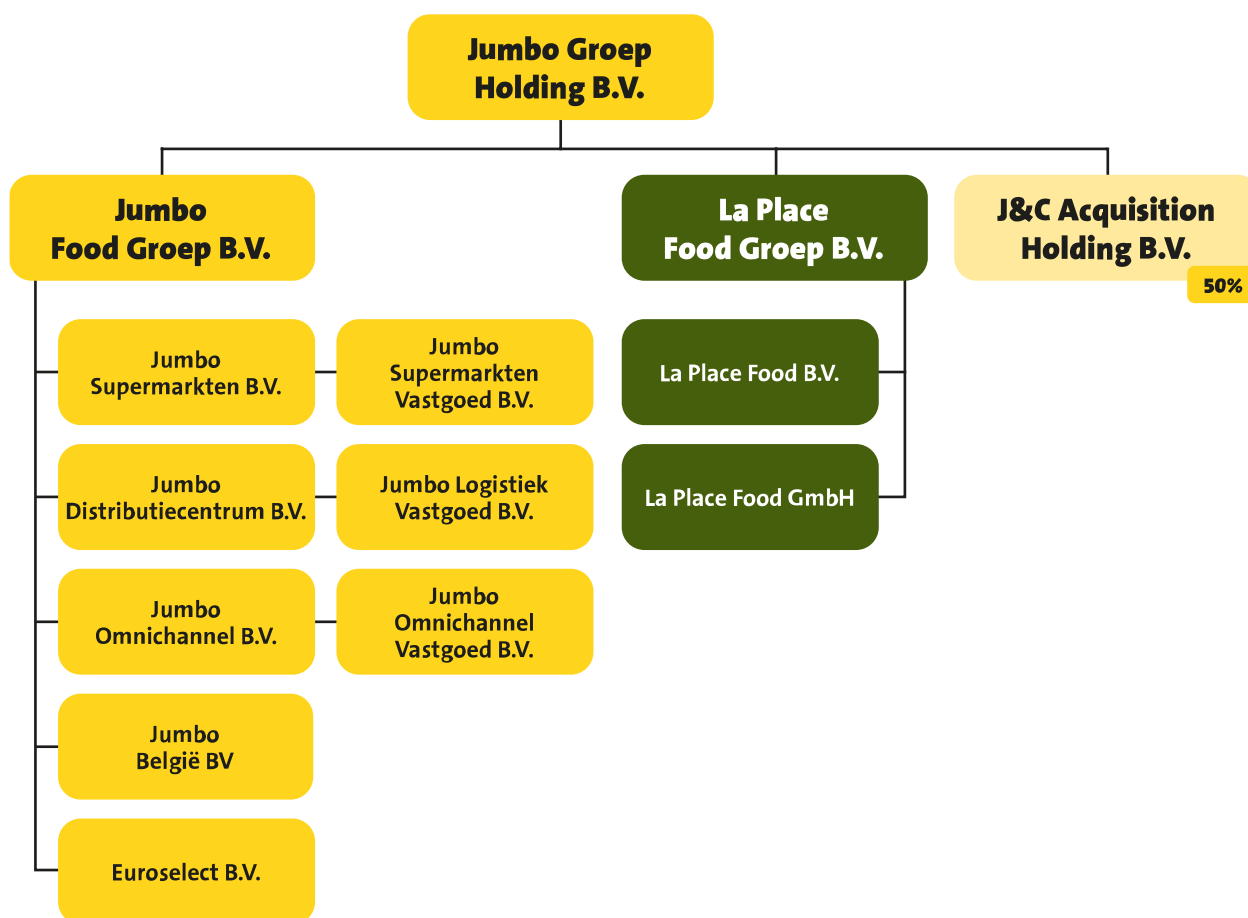 Jumbo Groep
Holding B.V.
Jumbo
Food Groep B.V.
La Place
Food Groep B.V.
J&C Acquisition
Holding B.V.
50%
Jumbo
Supermarkten B.V.
Jumbo
Supermarkten
Vastgoed B.V.
La Place Food B.V.
Jumbo
Distributiecentrum B.V.
Jumbo Logistiek
Vastgoed B.V.
La Place Food GmbH
Jumbo
Omnichannel B.V.
Jumbo
Omnichannel
Vastgoed B.V.
Jumbo
België BV
Euroselect B.V.